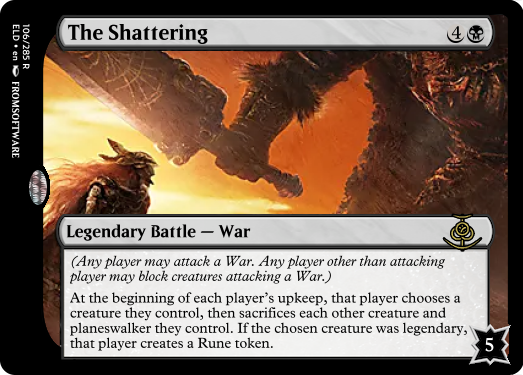 The Shattering
4
Legendary Battle — War
(Any player may attack a War. Any player other than attacking
player may block creatures attacking a War.)
At the beginning of each player's upkeep, that player chooses a
creature they control, then sacrifices each other creature and
planeswalker they control. If the chosen creature was legendary,
that player creates a Rune token.
5
106/285 R
ELD • en FROMSOFTWARE